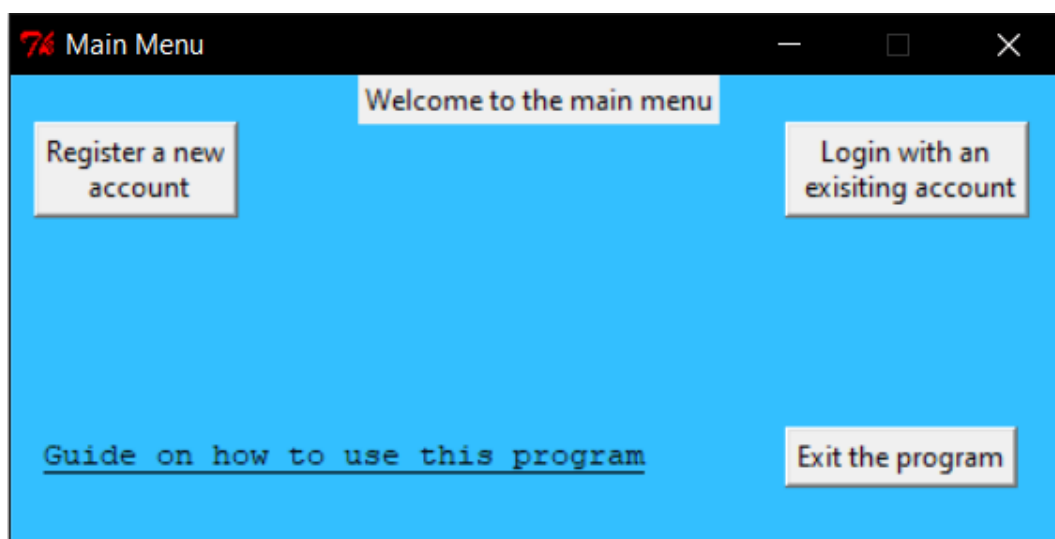 Main Menu
Welcome to the main menu
Register a new
account
Login with an
exisiting account
Guide on how to use this program
Exit the program